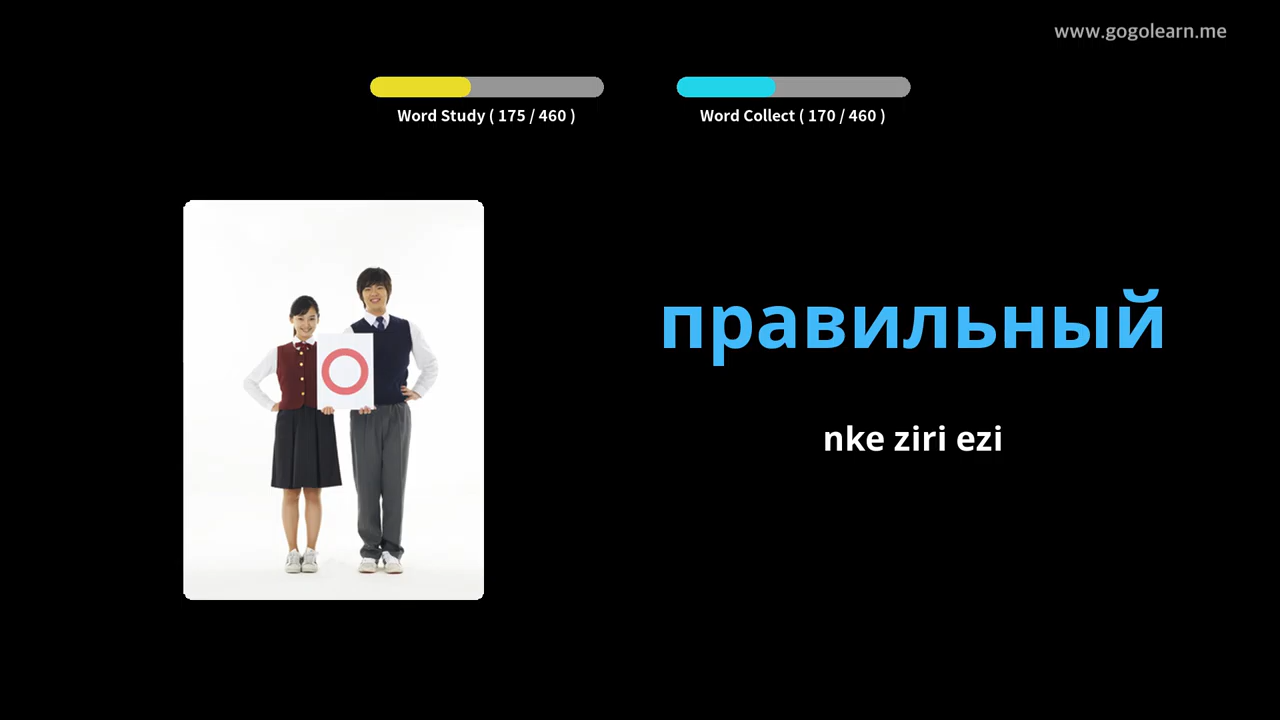 www.gogolearn.me
Word Study ( 175 / 460 )
Word Collect ( 170 / 460 )
правильный
nke ziri ezi